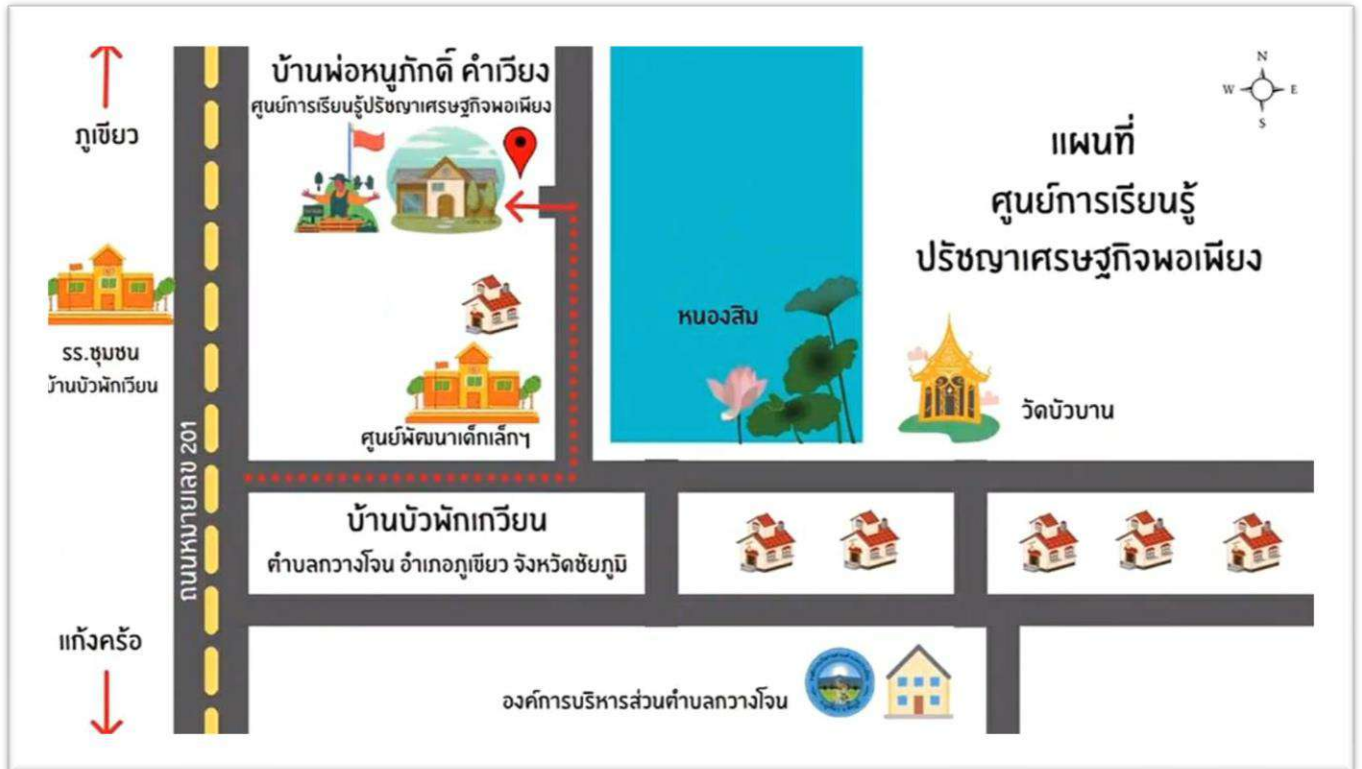 บ้านพ่อหนูภักดิ์ คำเวียง
ศูนย์การเรียนรู้ปรัชญาเศรษฐกิจพอเพียง
N
W
E
S
ภูเขียว
แผนที่
ศูนย์การเรียนรู้
ปรัชญาเศรษฐกิจพอเพียง
หนองสิม
รร.ชุมชน
บ้านบัวพักเวียน
วัดบัวบาน
ศูนย์พัฒนาเด็กเล็กฯ
ถนนหมายเลข 201
บ้านบัวพักเกวียน
ตำบลกวางโจน อำเภอภูเขียว จังหวัดชัยภูมิ
แก้งคร้อ
องค์การบริหารส่วนตำบลกวางโจน